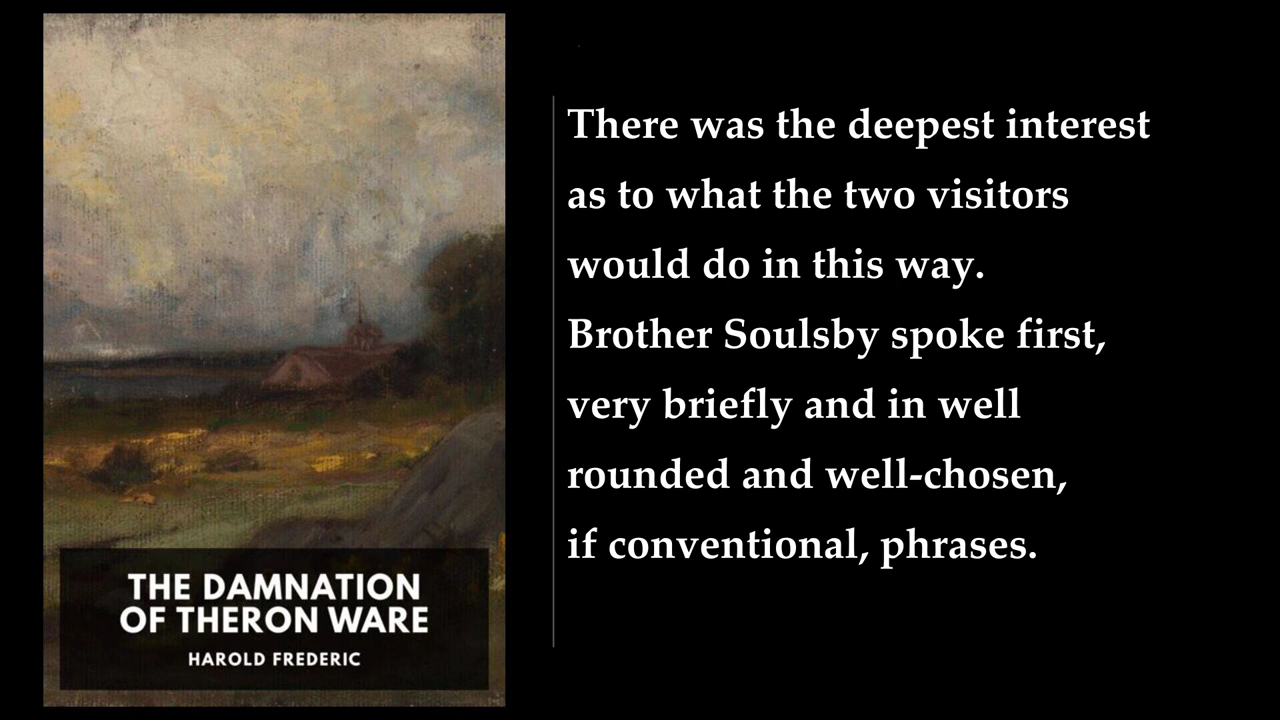 THE DAMNATION
OF THERON WARE
HAROLD FREDERIC
There was the deepest interest
as to what the two visitors
would do in this way.
Brother Soulsby spoke first,
very briefly and in well
rounded and well-chosen,
if conventional, phrases.